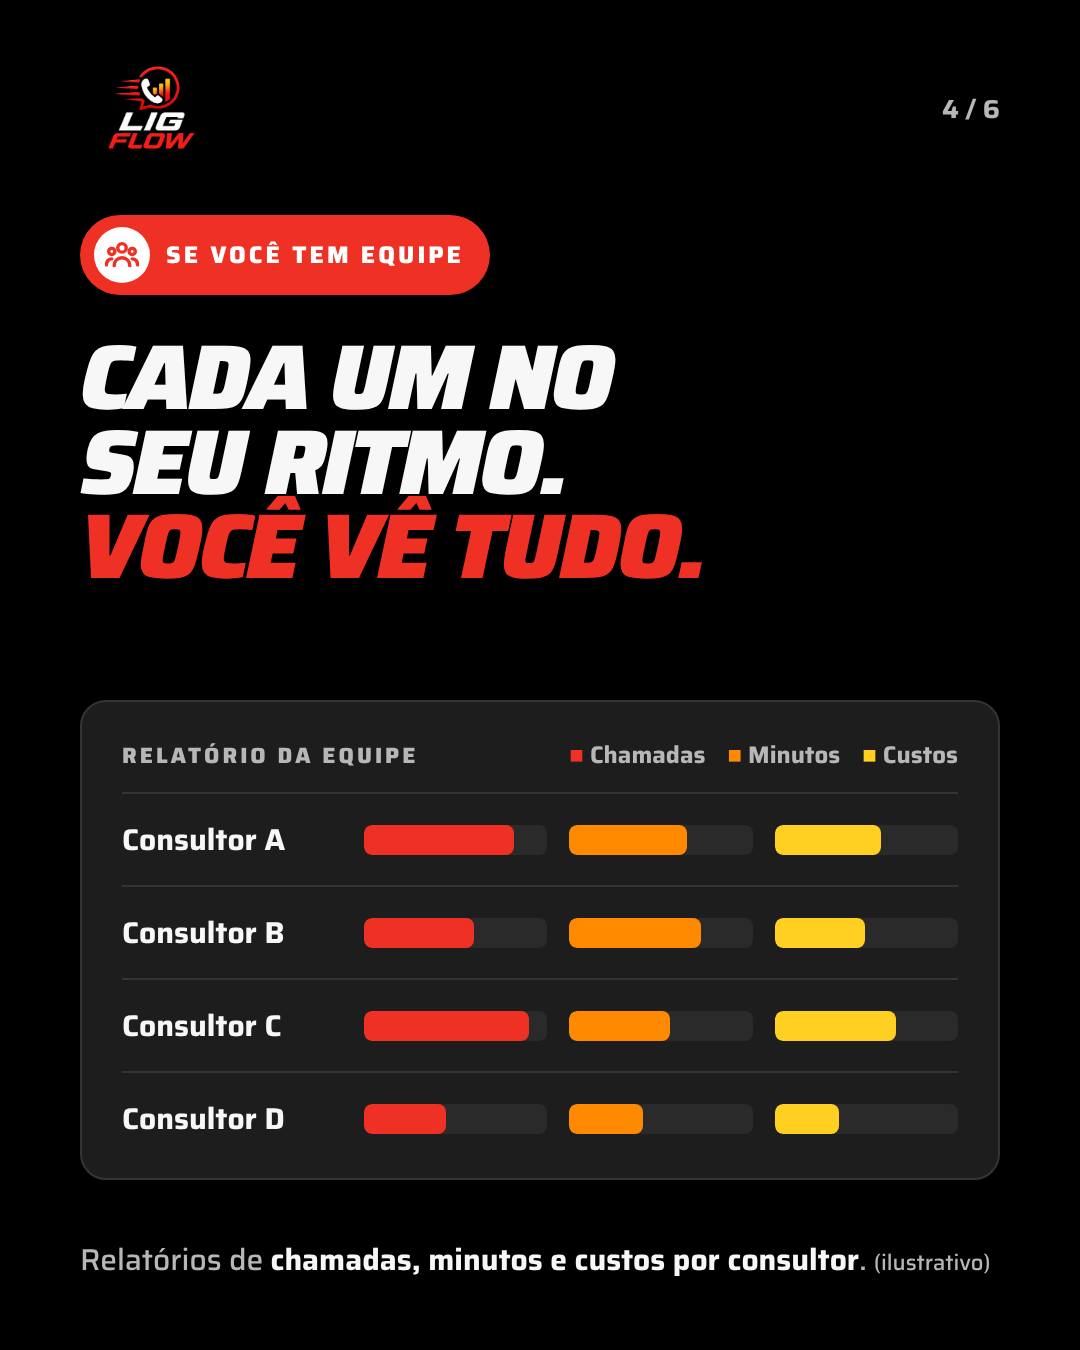 LIG
FLOW
4 / 6
SE VOCÊ TEM EQUIPE
CADA UM NO
SEU RITMO.
VOCÊ VÊ TUDO.
RELATÓRIO DA EQUIPE
Chamadas Minutos Custos
Consultor A
Consultor B
Consultor C
Consultor D
Relatórios de chamadas, minutos e custos por consultor. (ilustrativo)